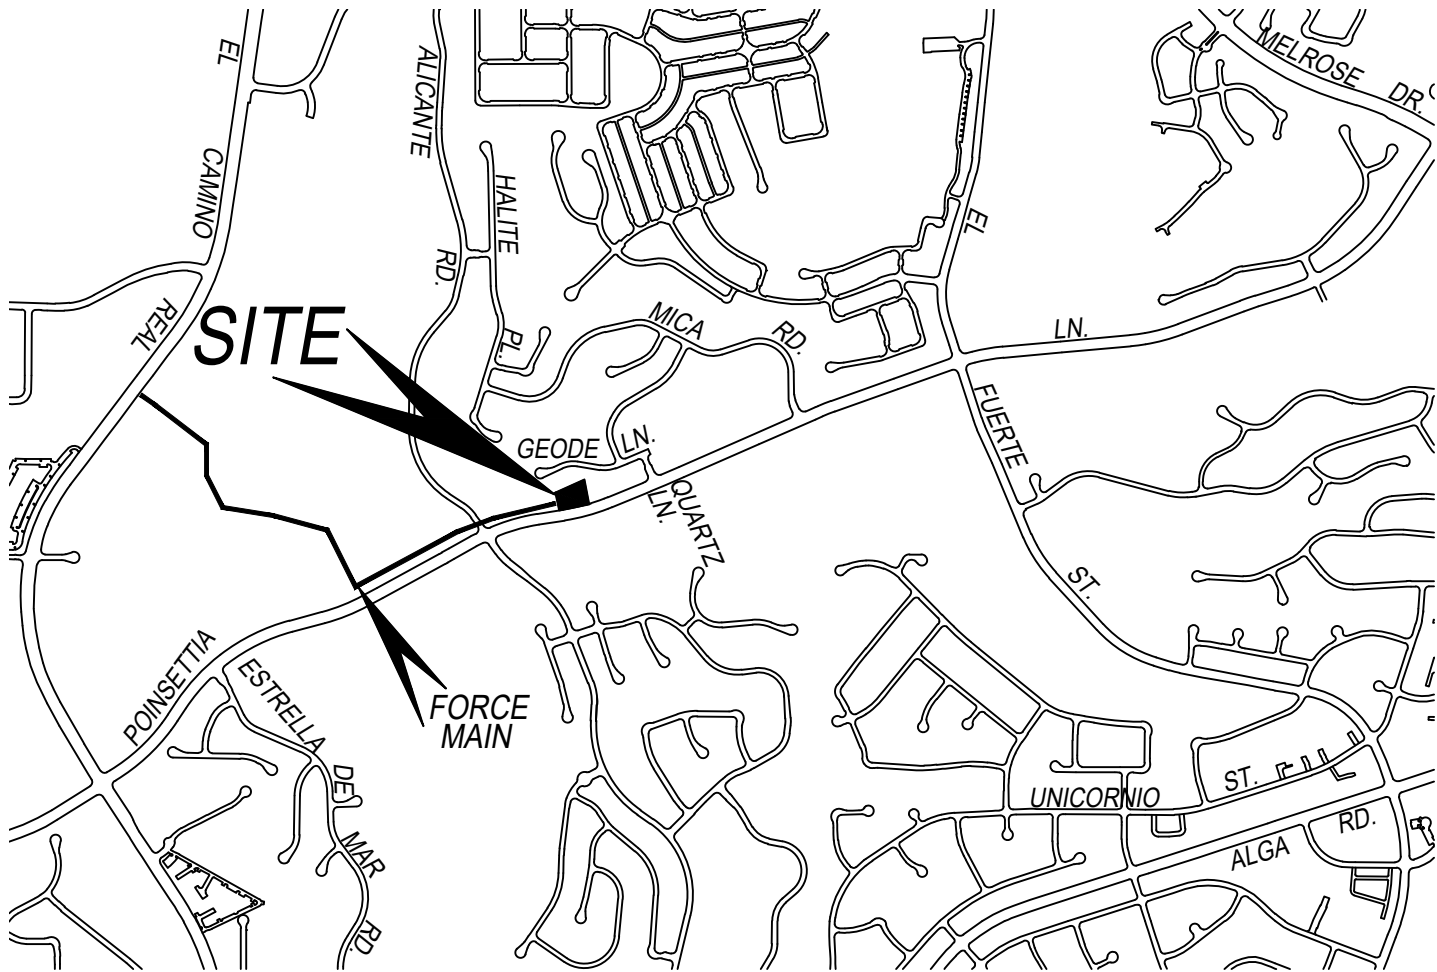 EL
CAMINO
REAL
ALICANTE
RD.
HALITE
PL.
MELROSE
DR.
EL
FUERTE
ST.
MICA
RD.
SITE
GEODE
LN.
QUARTZ
LN.
POINSETTIA
LN.
ESTRELLA
DE
MAR
RD.
FORCE
MAIN
UNICORNIO
ST.
ALGA
RD.